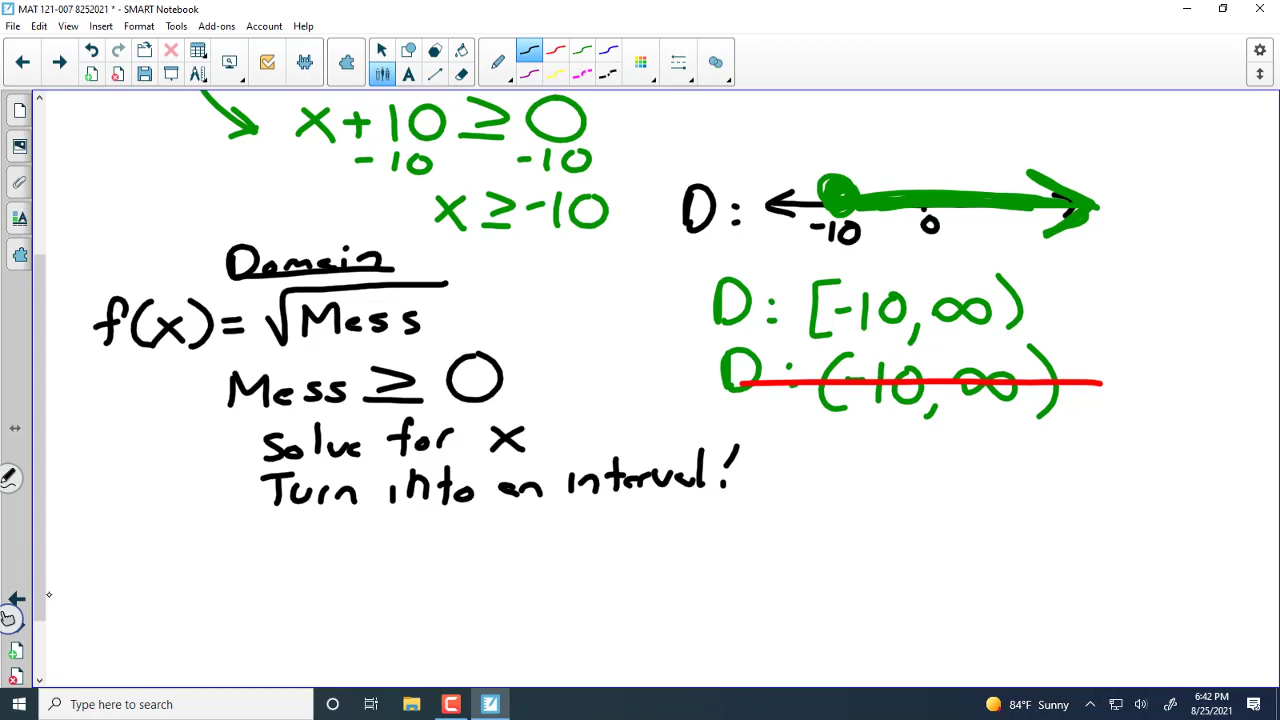 MAT 121-007 8252021 * - SMART Notebook
File Edit View Insert Format Tools Add-ons Account Help
x + 10 ≥ 0
-10 -10
x ≥ -10
D:
-10 0
Domain
f(x) = √Mess
Mess ≥ 0
Solve for x
Turn into an interval!
D: [-10, ∞)
D: (-10, ∞)
Type here to search
84°F Sunny
6:42 PM
8/25/2021